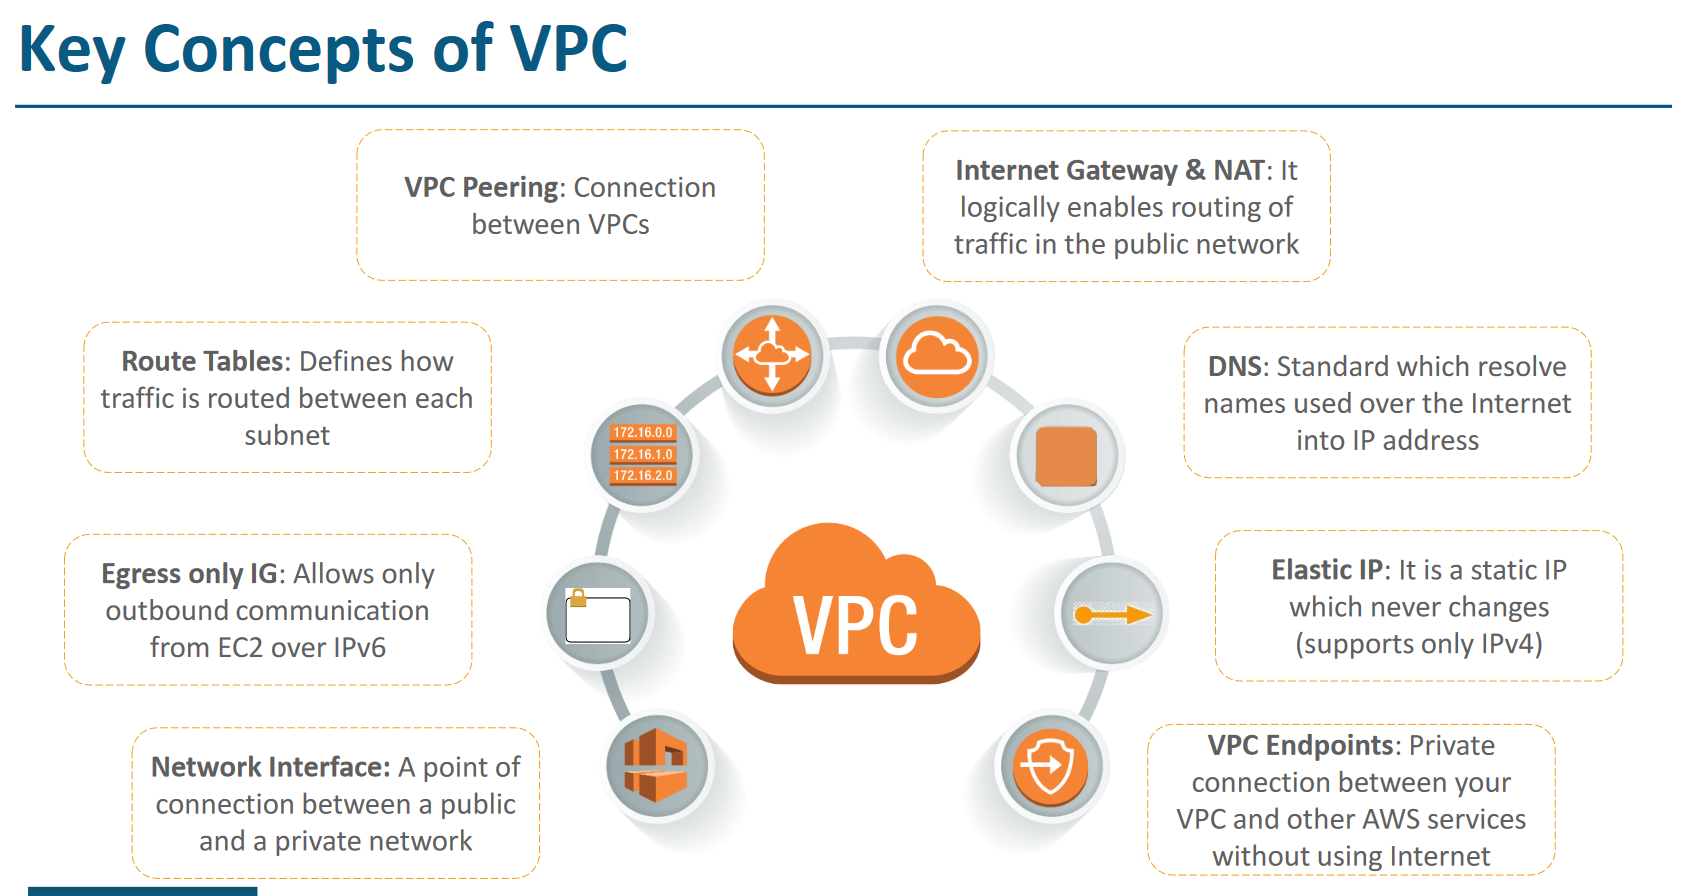 Key Concepts of VPC
VPC Peering: Connection
between VPCs
Internet Gateway & NAT: It
logically enables routing of
traffic in the public network
Route Tables: Defines how
traffic is routed between each
subnet
DNS: Standard which resolve
names used over the Internet
into IP address
172.16.0.0
172.16.1.0
172.16.2.0
Egress only IG: Allows only
outbound communication
from EC2 over IPv6
VPC
Elastic IP: It is a static IP
which never changes
(supports only IPv4)
Network Interface: A point of
connection between a public
and a private network
VPC Endpoints: Private
connection between your
VPC and other AWS services
without using Internet